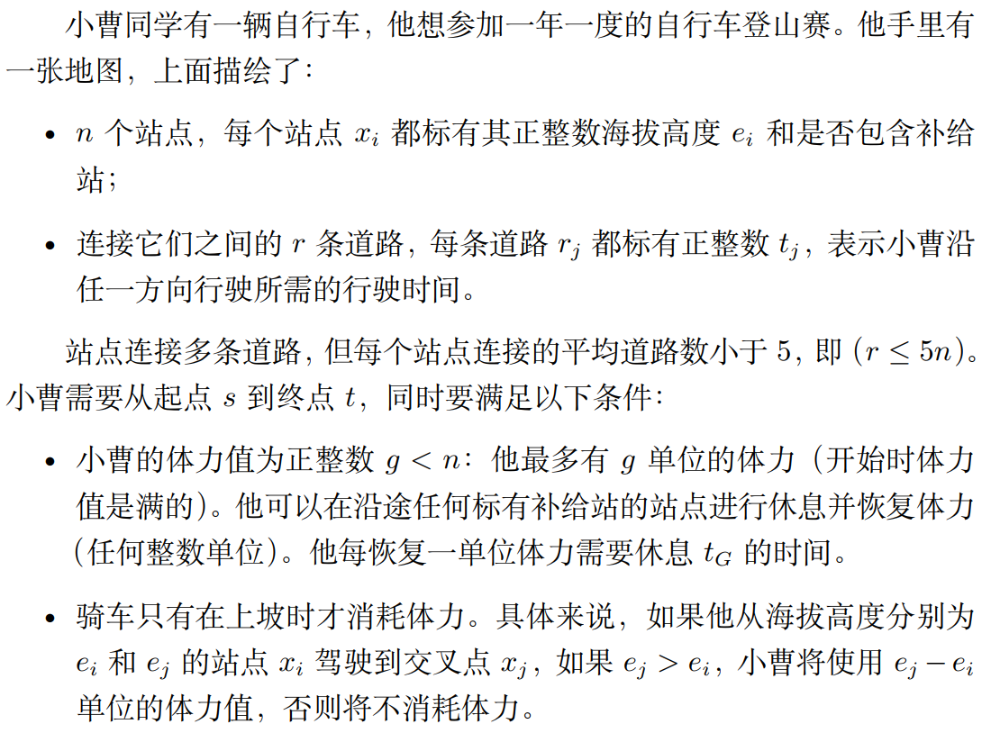 小曹同学有一辆自行车，他想参加一年一度的自行车登山赛。他手里有
一张地图，上面描绘了：
• n 个站点，每个站点 xᵢ 都标有其正整数海拔高度 eᵢ 和是否包含补给
站；
• 连接它们之间的 r 条道路，每条道路 rⱼ 都标有正整数 tⱼ，表示小曹沿
任一方向行驶所需的行驶时间。
站点连接多条道路，但每个站点连接的平均道路数小于 5，即 (r ≤ 5n)。
小曹需要从起点 s 到终点 t，同时要满足以下条件：
• 小曹的体力值为正整数 g < n：他最多有 g 单位的体力（开始时体力
值是满的）。他可以在沿途任何标有补给站的站点进行休息并恢复体力
（任何整数单位）。他每恢复一单位体力需要休息 t_G 的时间。
• 骑车只有在上坡时才消耗体力。具体来说，如果他从海拔高度分别为
eᵢ 和 eⱼ 的站点 xᵢ 驾驶到交叉点 xⱼ，如果 eⱼ > eᵢ，小曹将使用 eⱼ − eᵢ
单位的体力值，否则将不消耗体力。